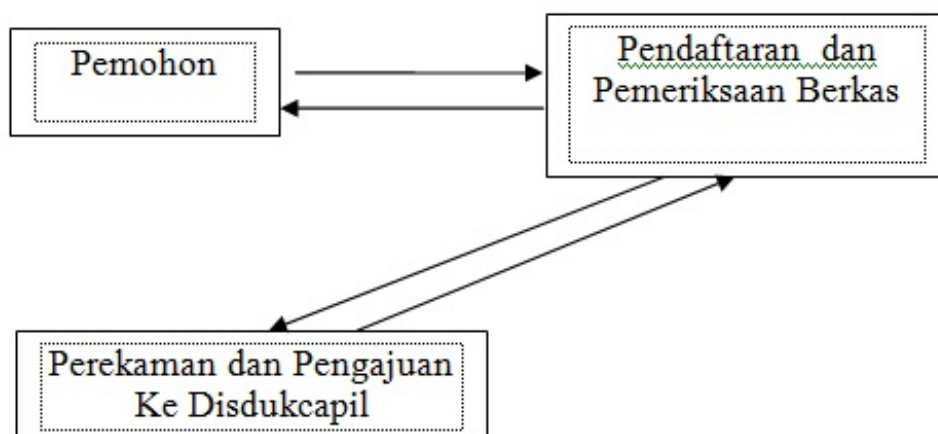 Pemohon
Pendaftaran dan
Pemeriksaan Berkas
Perekaman dan Pengajuan
Ke Disdukcapil